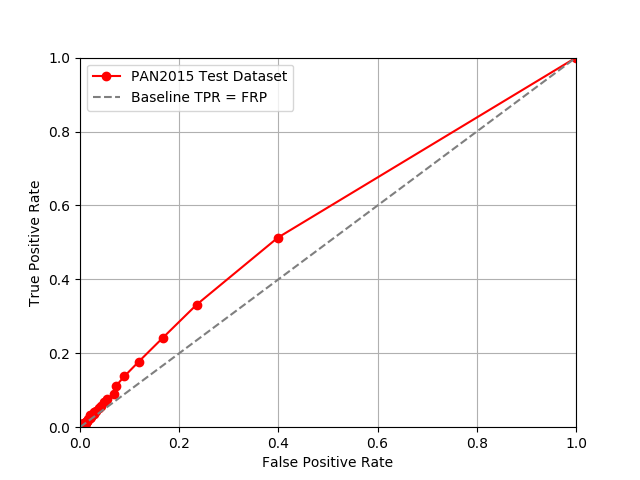 PAN2015 Test Dataset
Baseline TPR = FRP
1.0
0.8
0.6
0.4
0.2
0.0
0.0 0.2 0.4 0.6 0.8 1.0
True Positive Rate
False Positive Rate